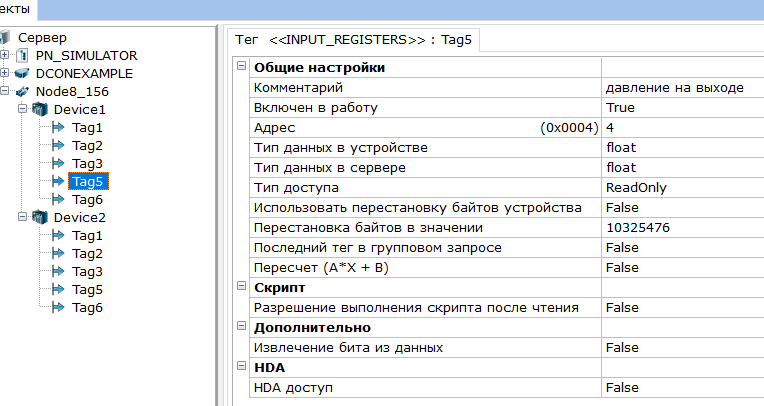 екты
Сервер
PN_SIMULATOR
DCONEXAMPLE
Node8_156
Device1
Tag1
Tag2
Tag3
Tag5
Tag6
Device2
Tag1
Tag2
Tag3
Tag5
Tag6
Тег <<INPUT_REGISTERS>> : Tag5
Общие настройки
Комментарий давление на выходе
Включен в работу True
Адрес (0x0004) 4
Тип данных в устройстве float
Тип данных в сервере float
Тип доступа ReadOnly
Использовать перестановку байтов устройства False
Перестановка байтов в значении 10325476
Последний тег в групповом запросе False
Пересчет (A*X + B) False
Скрипт
Разрешение выполнения скрипта после чтения False
Дополнительно
Извлечение бита из данных False
HDA
HDA доступ False